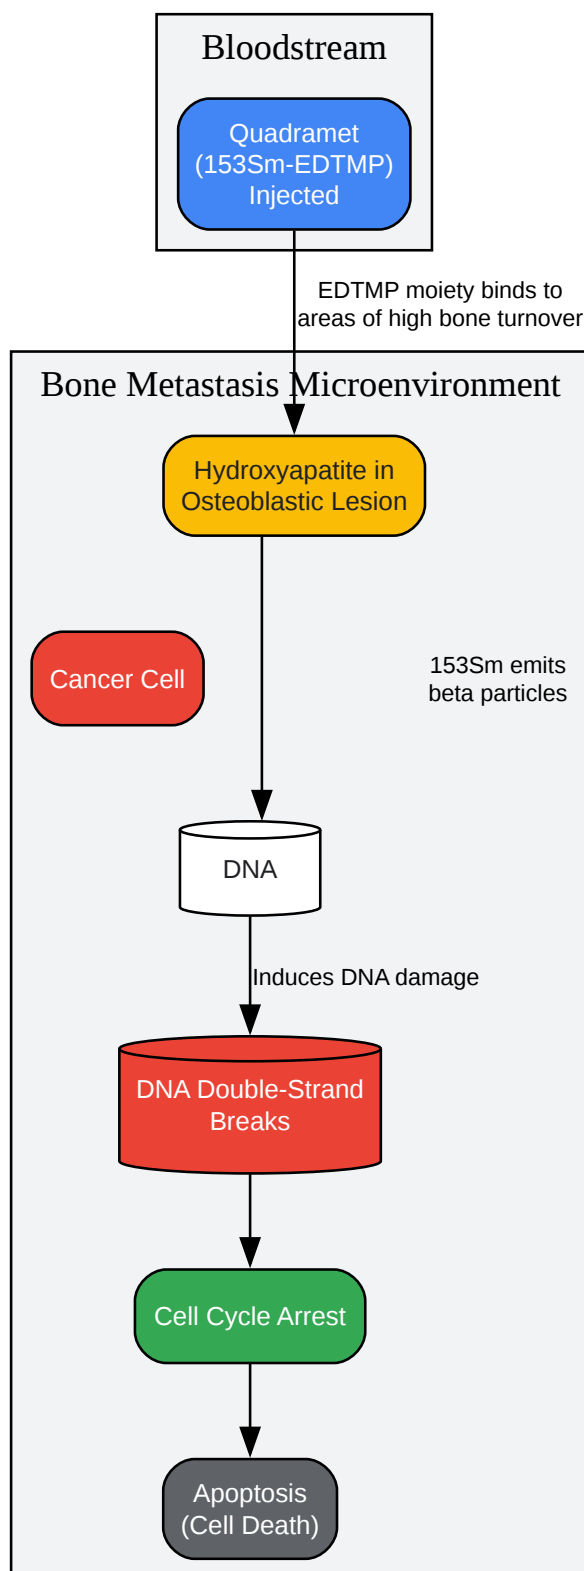 Bloodstream
Quadramet
(153Sm-EDTMP)
Injected
EDTMP moiety binds to
areas of high bone turnover
Bone Metastasis Microenvironment
Hydroxyapatite in
Osteoblastic Lesion
Cancer Cell
153Sm emits
beta particles
DNA
Induces DNA damage
DNA Double-Strand
Breaks
Cell Cycle Arrest
Apoptosis
(Cell Death)